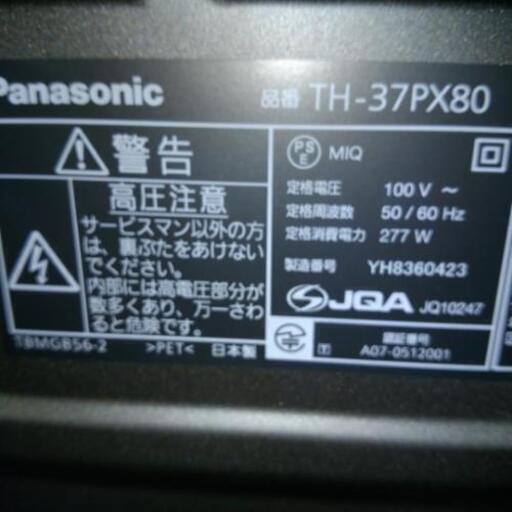 Panasonic
品番 TH-37PX80
警告
高圧注意
サービスマン以外の方
は、裏ぶたをあけない
でください。
内部には高電圧部分が
数多くあり、万一さわ
ると危険です。
TBMGB56-2 >PET< 日本製
PSE MIQ
定格電圧 100 V ～
定格周波数 50 / 60 Hz
定格消費電力 277 W
製造番号 YH8360423
JQA JQ10247
認証番号
T A07-0512001